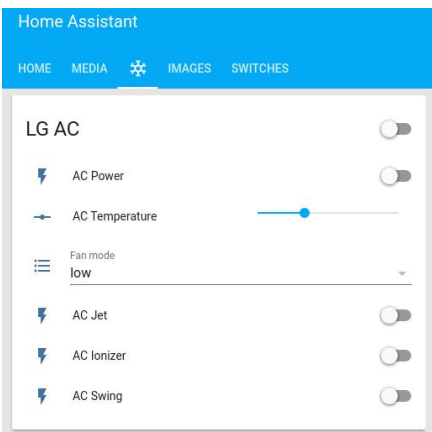 Home Assistant
HOME MEDIA IMAGES SWITCHES
LG AC
AC Power
AC Temperature
Fan mode
low
AC Jet
AC Ionizer
AC Swing